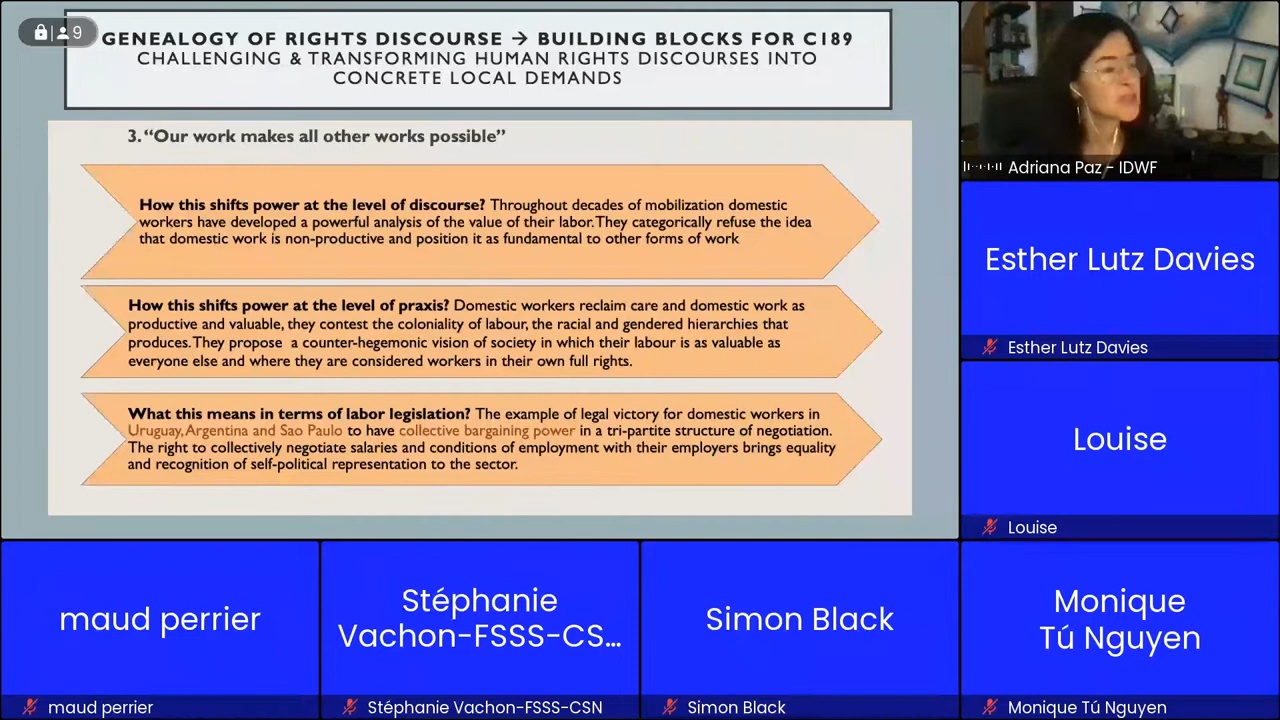 9
GENEALOGY OF RIGHTS DISCOURSE → BUILDING BLOCKS FOR C189
CHALLENGING & TRANSFORMING HUMAN RIGHTS DISCOURSES INTO
CONCRETE LOCAL DEMANDS
3. “Our work makes all other works possible”
How this shifts power at the level of discourse? Throughout decades of mobilization domestic
workers have developed a powerful analysis of the value of their labor. They categorically refuse the idea
that domestic work is non-productive and position it as fundamental to other forms of work
How this shifts power at the level of praxis? Domestic workers reclaim care and domestic work as
productive and valuable, they contest the coloniality of labour, the racial and gendered hierarchies that
produces. They propose a counter-hegemonic vision of society in which their labour is as valuable as
everyone else and where they are considered workers in their own full rights.
What this means in terms of labor legislation? The example of legal victory for domestic workers in
Uruguay, Argentina and Sao Paulo to have collective bargaining power in a tri-partite structure of negotiation.
The right to collectively negotiate salaries and conditions of employment with their employers brings equality
and recognition of self-political representation to the sector.
Adriana Paz - IDWF
Esther Lutz Davies
Esther Lutz Davies
Louise
Louise
maud perrier
maud perrier
Stéphanie
Vachon-FSSS-CS...
Stéphanie Vachon-FSSS-CSN
Simon Black
Simon Black
Monique
Tú Nguyen
Monique Tú Nguyen